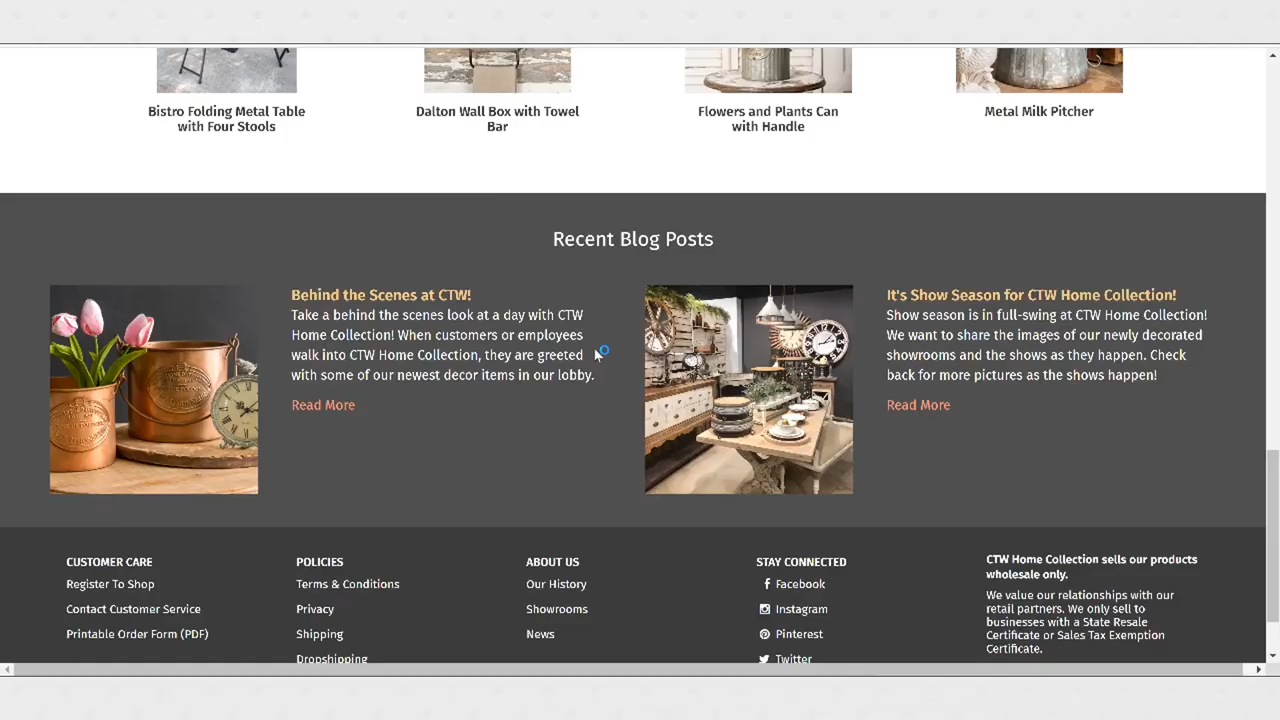 Bistro Folding Metal Table
with Four Stools
Dalton Wall Box with Towel
Bar
Flowers and Plants Can
with Handle
Metal Milk Pitcher
Recent Blog Posts
Behind the Scenes at CTW!
Take a behind the scenes look at a day with CTW
Home Collection! When customers or employees
walk into CTW Home Collection, they are greeted
with some of our newest decor items in our lobby.
Read More
It's Show Season for CTW Home Collection!
Show season is in full-swing at CTW Home Collection!
We want to share the images of our newly decorated
showrooms and the shows as they happen. Check
back for more pictures as the shows happen!
Read More
CUSTOMER CARE
Register To Shop
Contact Customer Service
Printable Order Form (PDF)
POLICIES
Terms & Conditions
Privacy
Shipping
Dropshipping
ABOUT US
Our History
Showrooms
News
STAY CONNECTED
Facebook
Instagram
Pinterest
Twitter
CTW Home Collection sells our products
wholesale only.
We value our relationships with our
retail partners. We only sell to
businesses with a State Resale
Certificate or Sales Tax Exemption
Certificate.